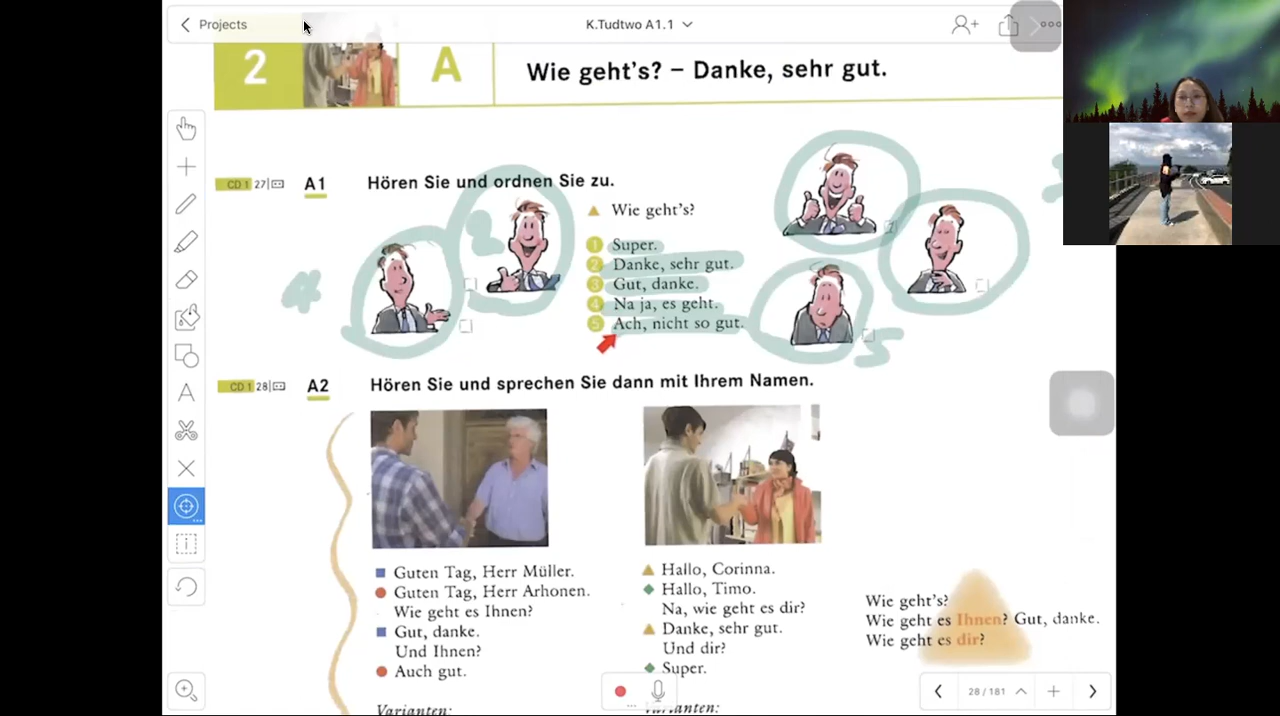 Projects
K.Tudtwo A1.1
2
A
Wie geht's? – Danke, sehr gut.
CD 1 27
A1
Hören Sie und ordnen Sie zu.
Wie geht's?
1 Super.
2 Danke, sehr gut.
3 Gut, danke.
4 Na ja, es geht.
5 Ach, nicht so gut.
4
2
5
CD 1 28
A2
Hören Sie und sprechen Sie dann mit Ihrem Namen.
Guten Tag, Herr Müller.
Guten Tag, Herr Arhonen.
Wie geht es Ihnen?
Gut, danke.
Und Ihnen?
Auch gut.
Varianten:
Hallo, Corinna.
Hallo, Timo.
Na, wie geht es dir?
Danke, sehr gut.
Und dir?
Super.
Varianten:
Wie geht's?
Wie geht es Ihnen? Gut, danke.
Wie geht es dir?
A
28 / 181